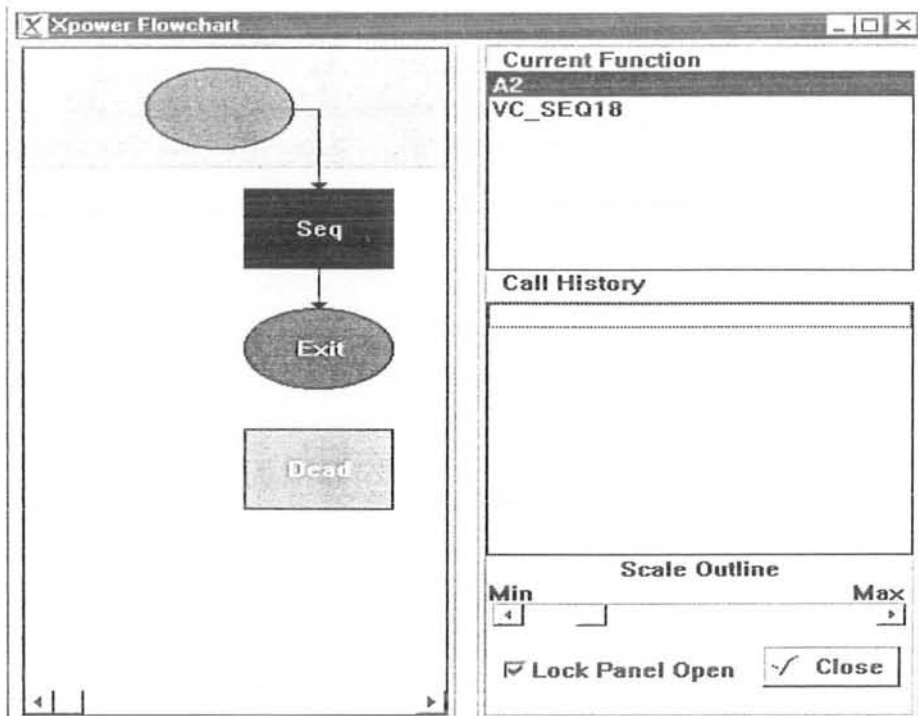 Xpower Flowchart
Seq
Exit
Dead
Current Function
A2
VC_SEQ18
Call History
Scale Outline
Min Max
Lock Panel Open
Close